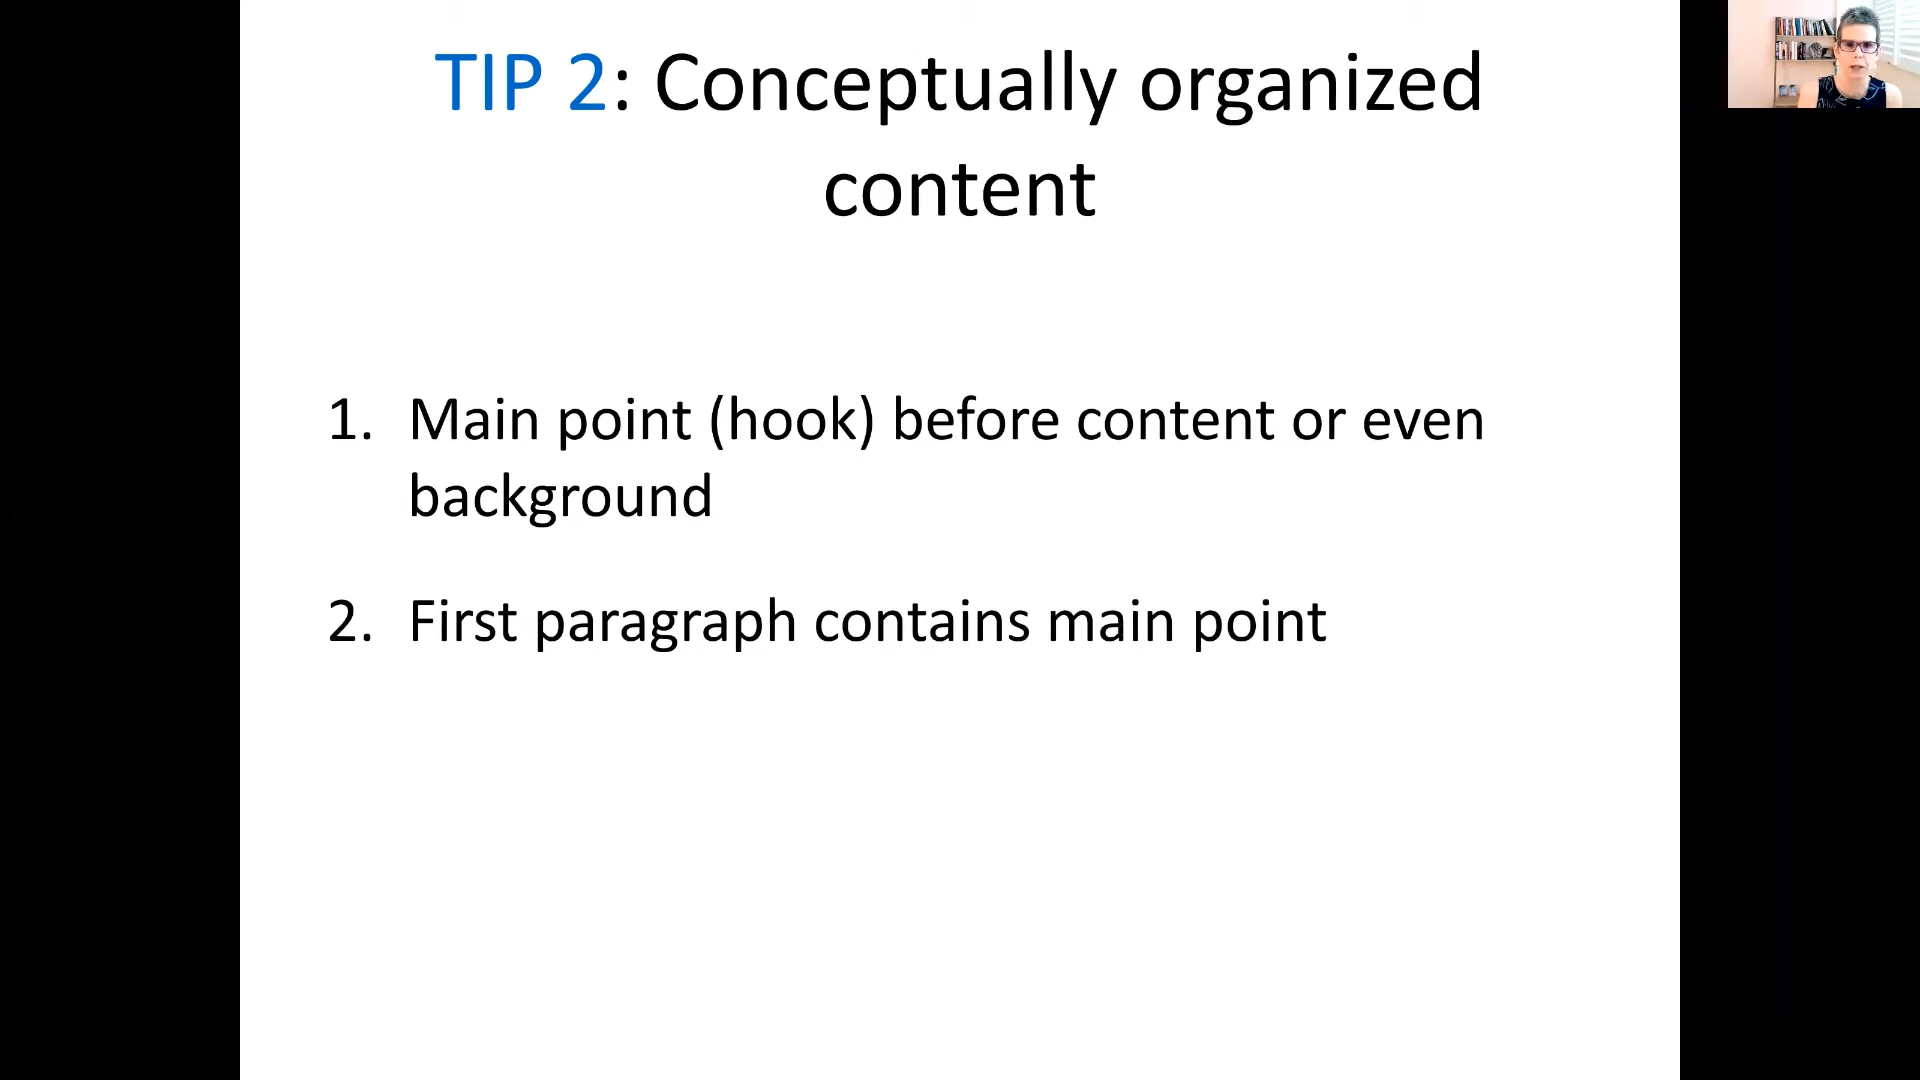 TIP 2: Conceptually organized
content
1. Main point (hook) before content or even
background
2. First paragraph contains main point